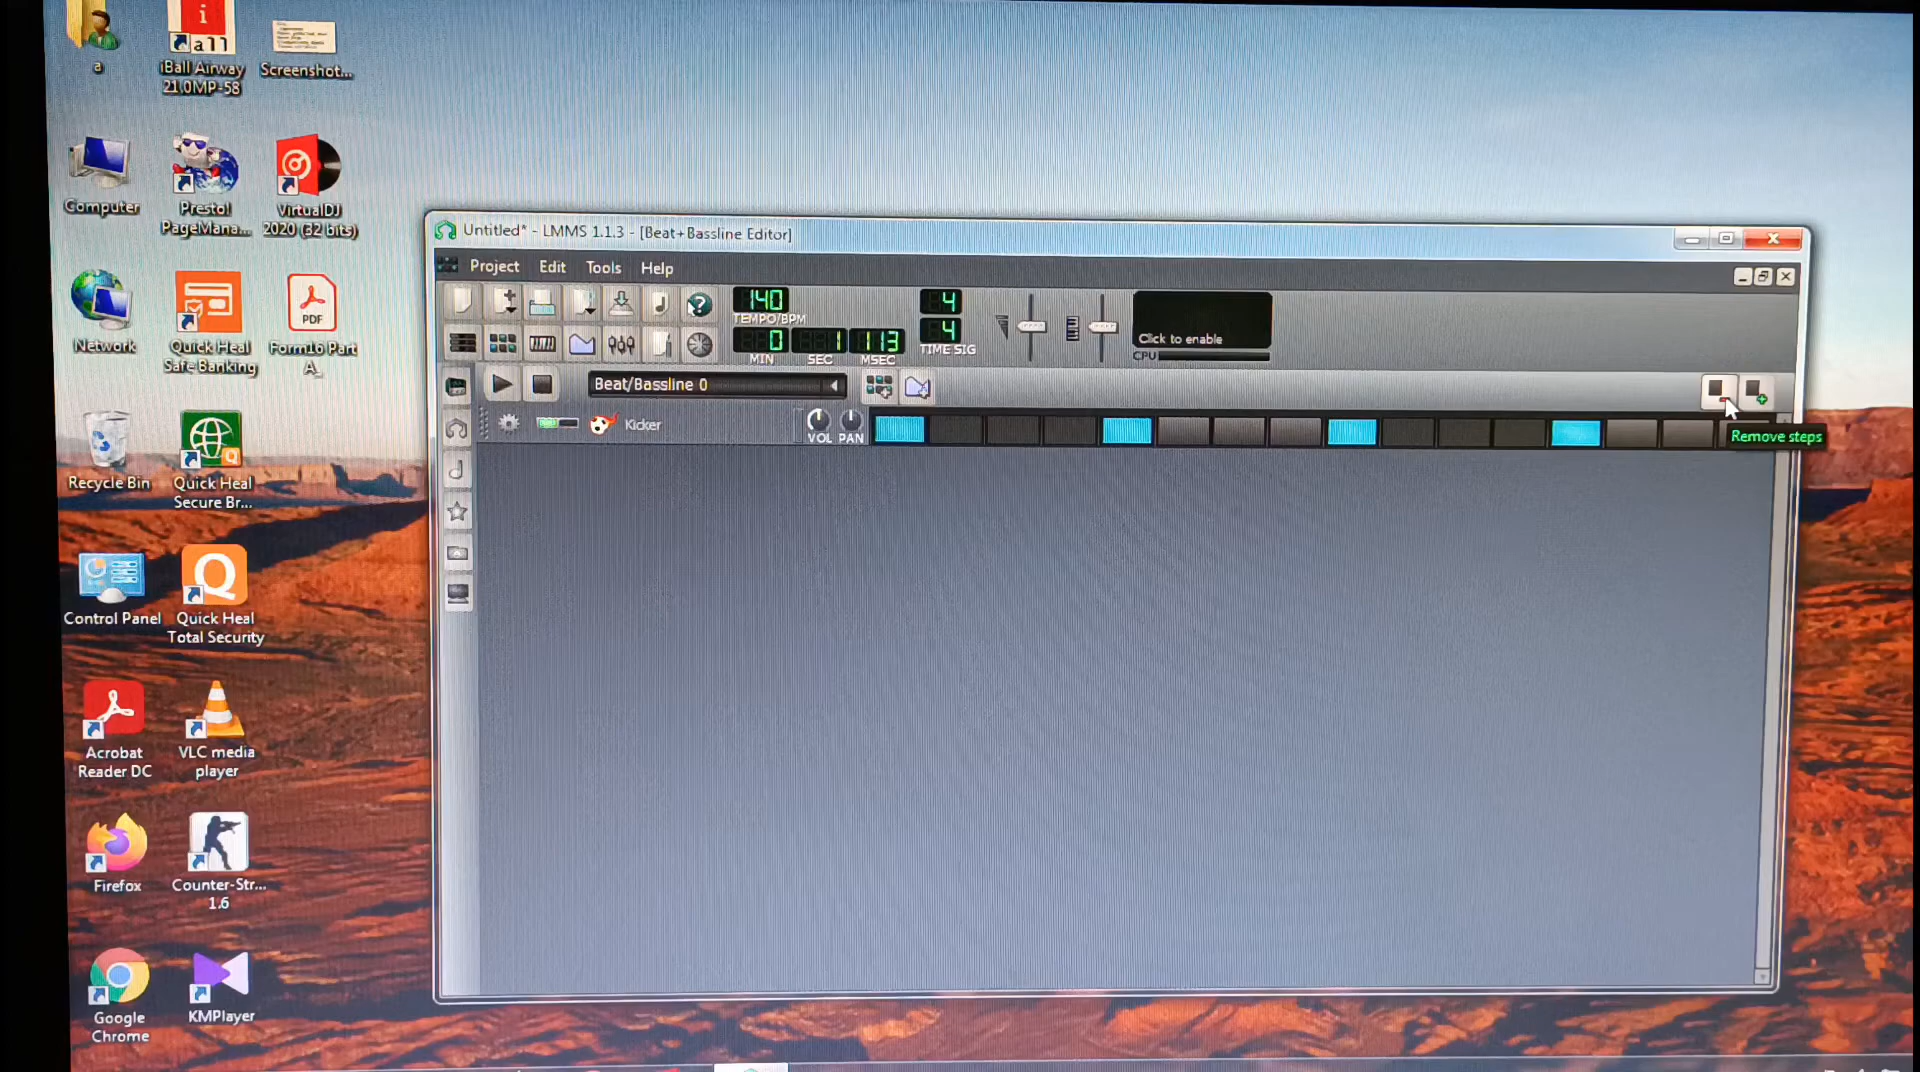 a
i
all
iBall Airway
21.0MP-58
Screenshot...
Computer
Presto!
PageMana...
VirtualDJ
2020 (32 bits)
Network
Quick Heal
Safe Banking
PDF
Form16 Part
A_
Recycle Bin
Quick Heal
Secure Br...
Control Panel
Quick Heal
Total Security
Acrobat
Reader DC
VLC media
player
Firefox
Counter-Str...
1.6
Google
Chrome
KMPlayer
Untitled* - LMMS 1.1.3 - [Beat+Bassline Editor]
Project Edit Tools Help
140
TEMPO/BPM
0 1 113
MIN SEC MSEC
4
4
TIME SIG
Click to enable
CPU
Beat/Bassline 0
Kicker
VOL PAN
Remove steps